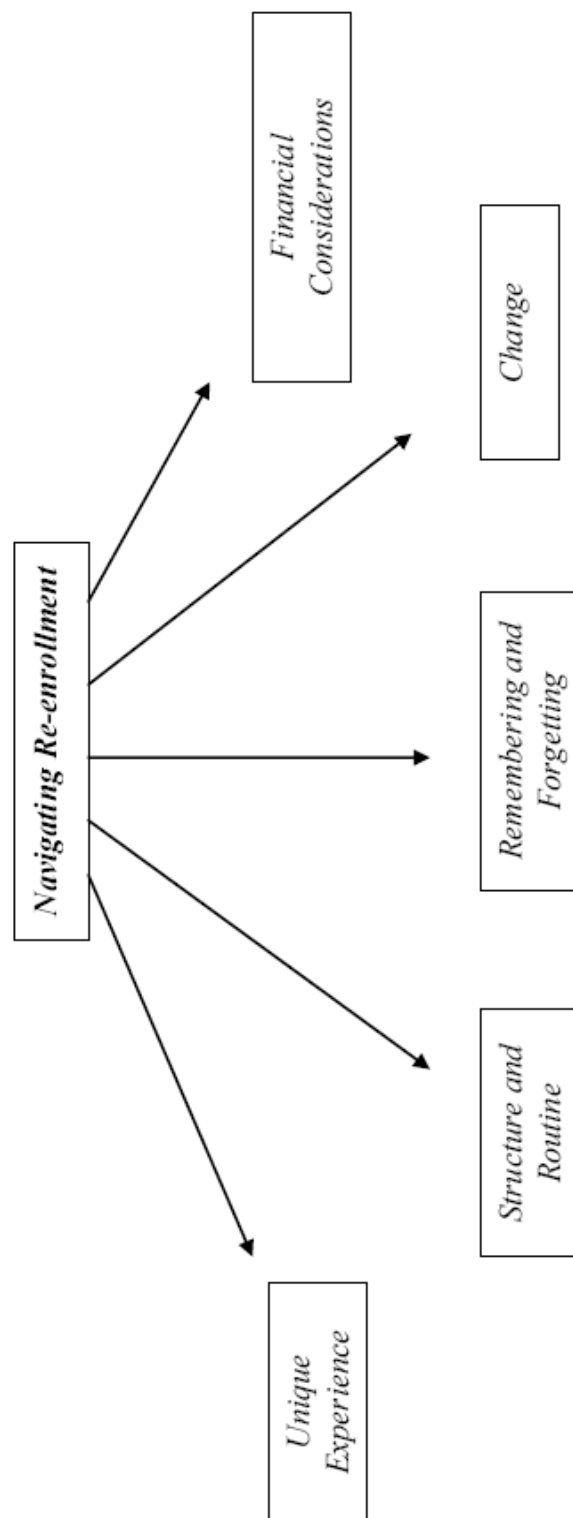 Navigating Re-enrollment
Unique
Experience
Structure and
Routine
Remembering and
Forgetting
Change
Financial
Considerations